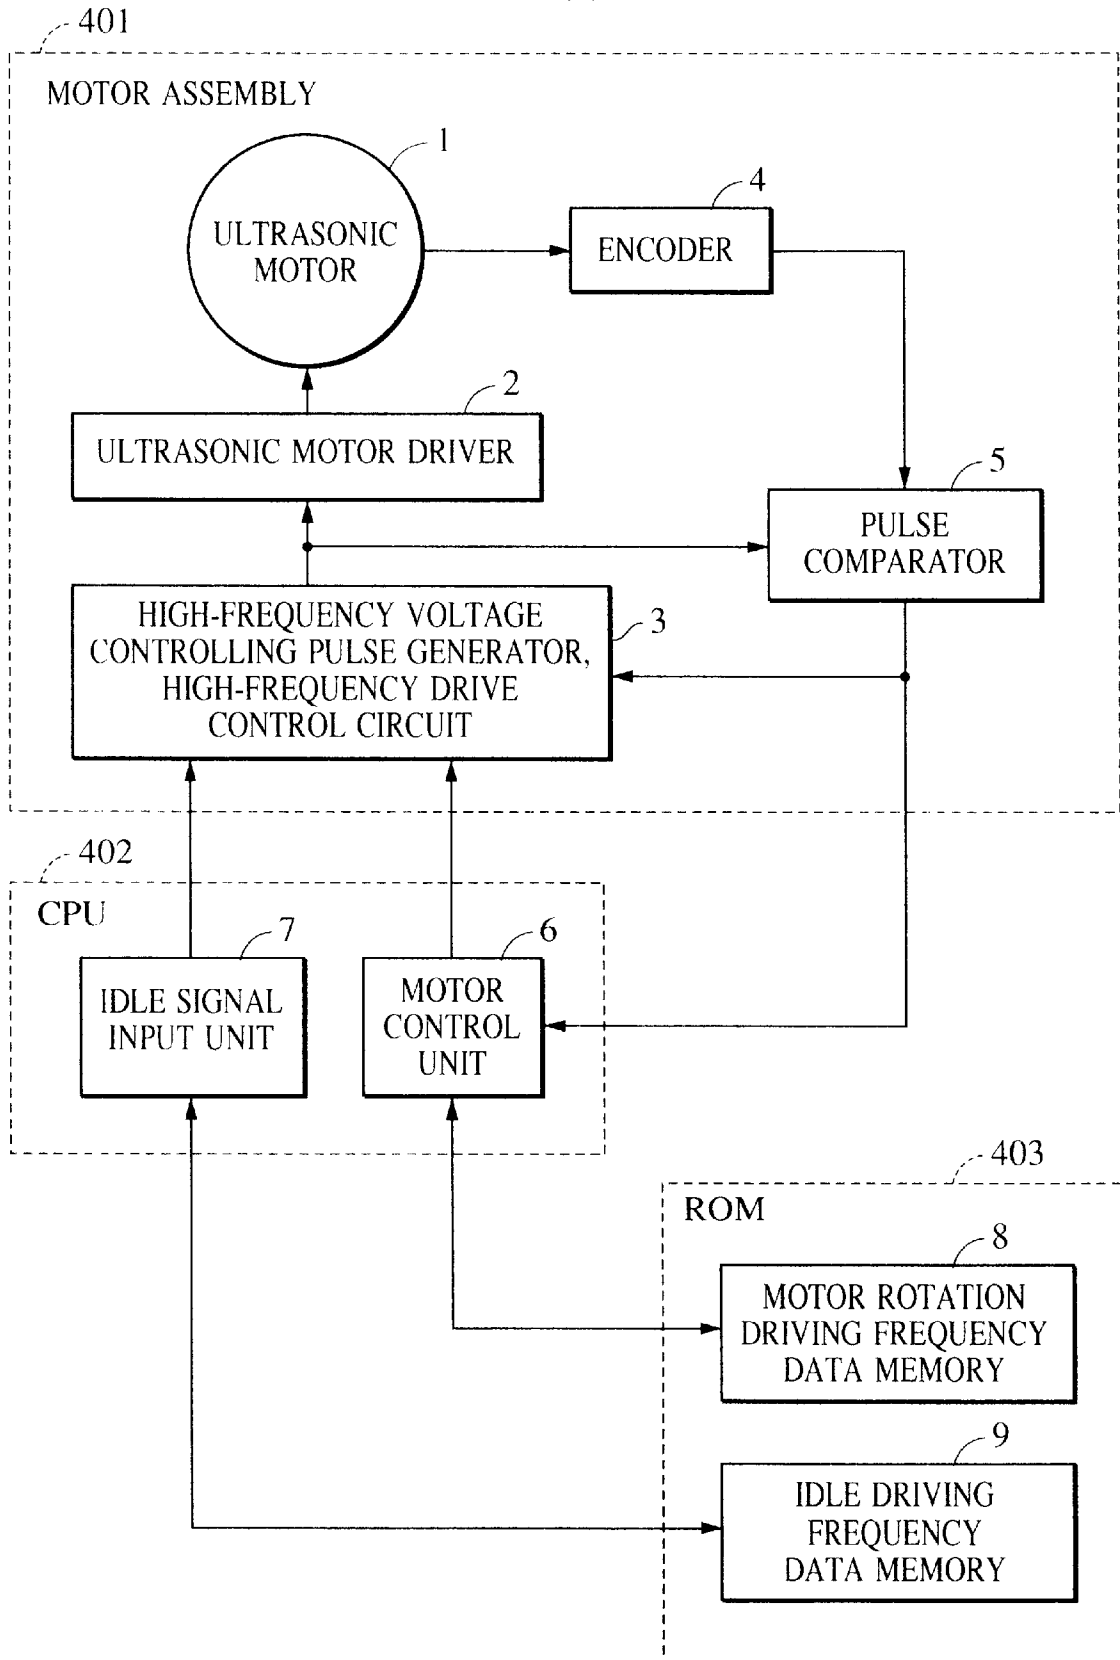 401
MOTOR ASSEMBLY
1
ULTRASONIC
MOTOR
4
ENCODER
2
ULTRASONIC MOTOR DRIVER
5
PULSE
COMPARATOR
HIGH-FREQUENCY VOLTAGE
CONTROLLING PULSE GENERATOR,
HIGH-FREQUENCY DRIVE
CONTROL CIRCUIT
3
402
CPU
7
IDLE SIGNAL
INPUT UNIT
6
MOTOR
CONTROL
UNIT
403
ROM
8
MOTOR ROTATION
DRIVING FREQUENCY
DATA MEMORY
9
IDLE DRIVING
FREQUENCY
DATA MEMORY